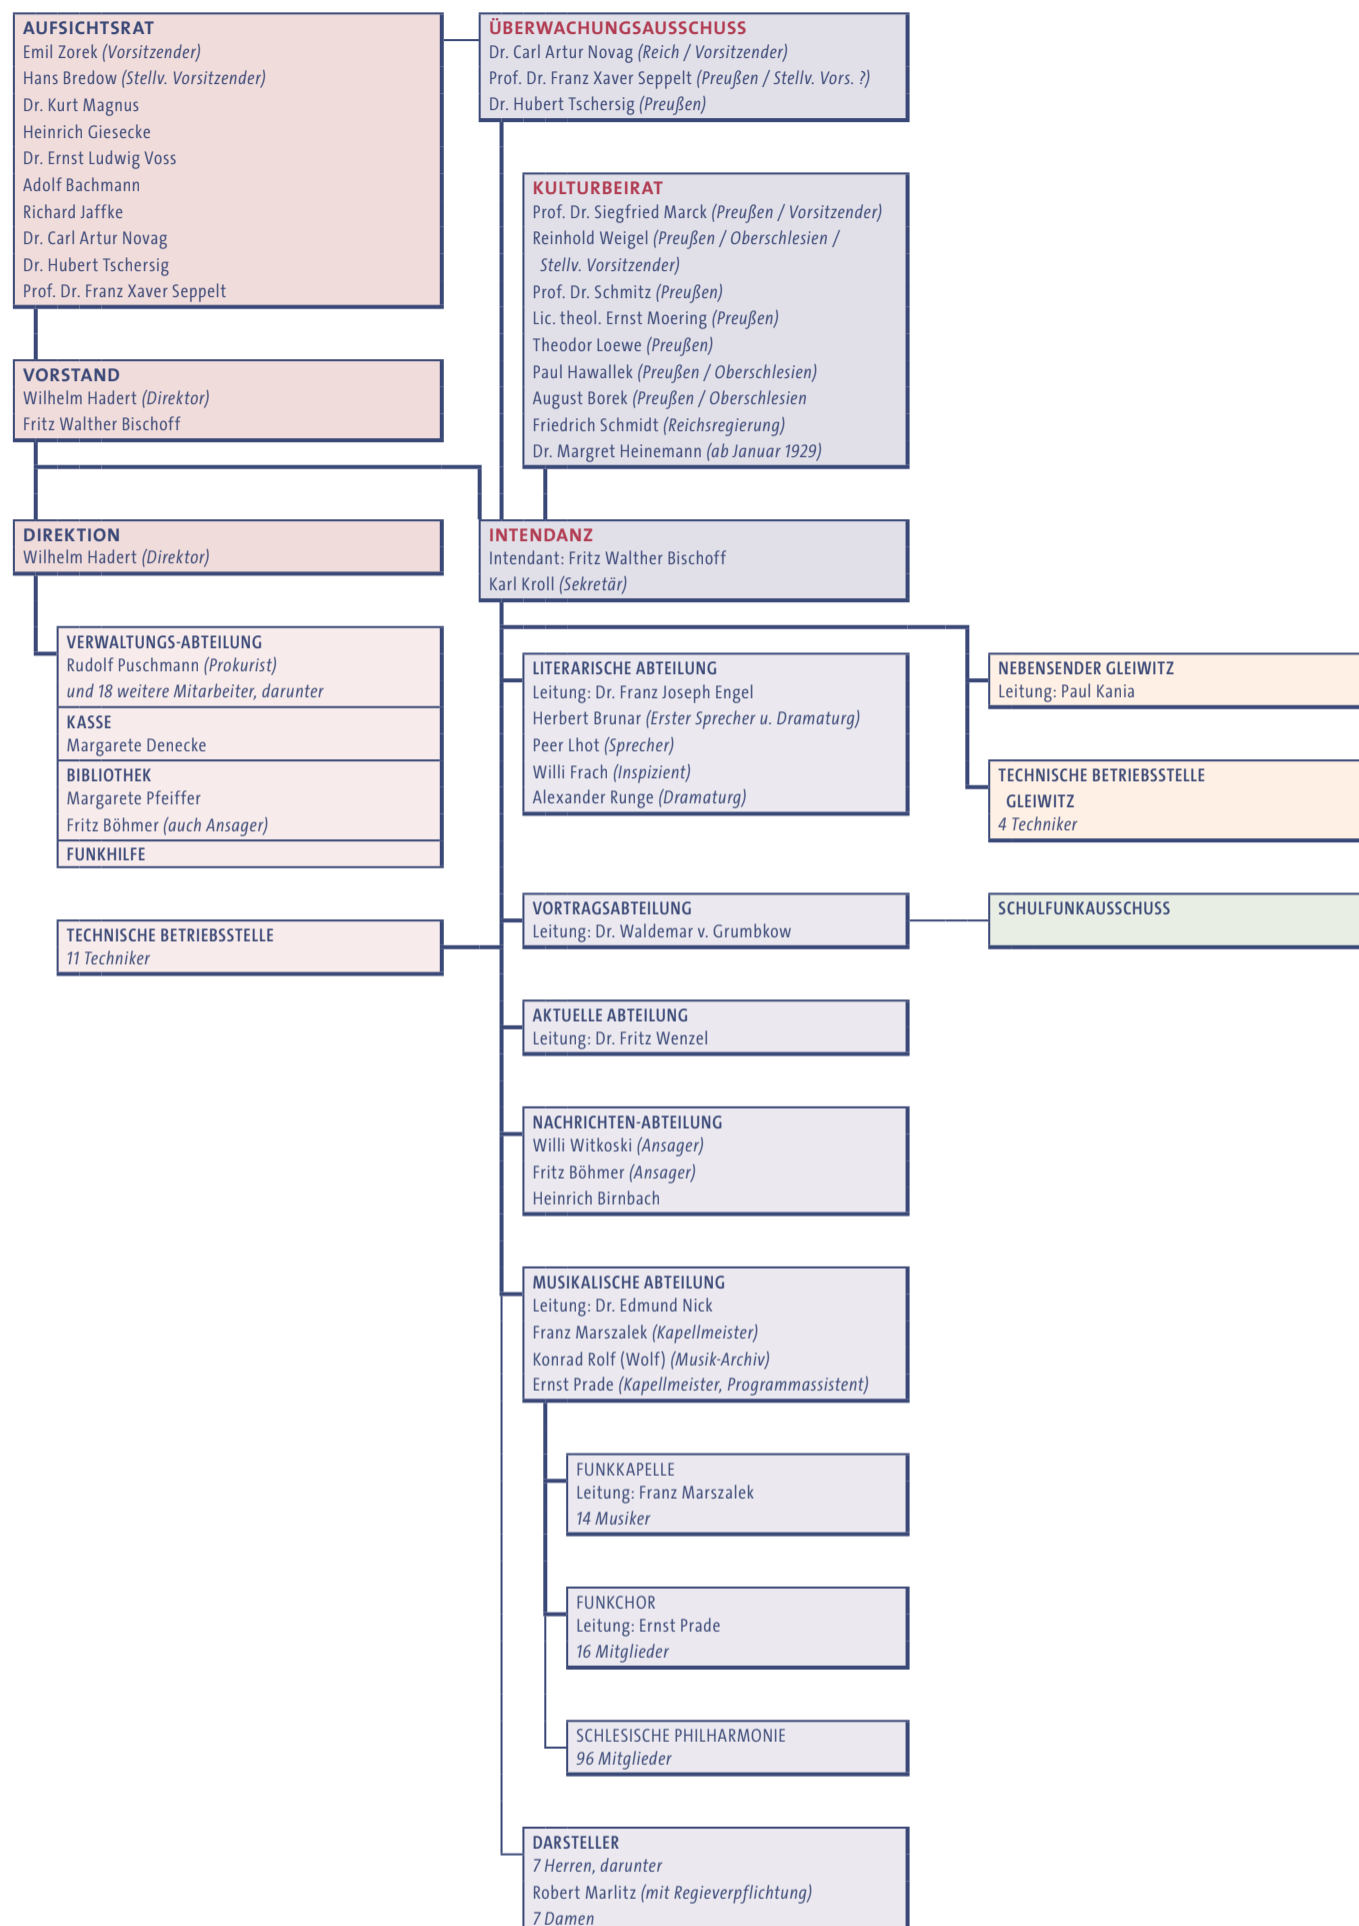 AUFSICHTSRAT
Emil Zorek (Vorsitzender)
Hans Bredow (Stellv. Vorsitzender)
Dr. Kurt Magnus
Heinrich Giesecke
Dr. Ernst Ludwig Voss
Adolf Bachmann
Richard Jaffke
Dr. Carl Artur Novag
Dr. Hubert Tschersig
Prof. Dr. Franz Xaver Seppelt
ÜBERWACHUNGSAUSSCHUSS
Dr. Carl Artur Novag (Reich / Vorsitzender)
Prof. Dr. Franz Xaver Seppelt (Preußen / Stellv. Vors. ?)
Dr. Hubert Tschersig (Preußen)
KULTURBEIRAT
Prof. Dr. Siegfried Marck (Preußen / Vorsitzender)
Reinhold Weigel (Preußen / Oberschlesien /
Stellv. Vorsitzender)
Prof. Dr. Schmitz (Preußen)
Lic. theol. Ernst Moering (Preußen)
Theodor Loewe (Preußen)
Paul Hawallek (Preußen / Oberschlesien)
August Borek (Preußen / Oberschlesien
Friedrich Schmidt (Reichsregierung)
Dr. Margret Heinemann (ab Januar 1929)
VORSTAND
Wilhelm Hadert (Direktor)
Fritz Walther Bischoff
DIREKTION
Wilhelm Hadert (Direktor)
INTENDANZ
Intendant: Fritz Walther Bischoff
Karl Kroll (Sekretär)
VERWALTUNGS-ABTEILUNG
Rudolf Puschmann (Prokurist)
und 18 weitere Mitarbeiter, darunter
KASSE
Margarete Denecke
BIBLIOTHEK
Margarete Pfeiffer
Fritz Böhmer (auch Ansager)
FUNKHILFE
TECHNISCHE BETRIEBSSTELLE
11 Techniker
LITERARISCHE ABTEILUNG
Leitung: Dr. Franz Joseph Engel
Herbert Brunar (Erster Sprecher u. Dramaturg)
Peer Lhot (Sprecher)
Willi Frach (Inspizient)
Alexander Runge (Dramaturg)
NEBENSENDER GLEIWITZ
Leitung: Paul Kania
TECHNISCHE BETRIEBSSTELLE
GLEIWITZ
4 Techniker
VORTRAGSABTEILUNG
Leitung: Dr. Waldemar v. Grumbkow
SCHULFUNKAUSSCHUSS
AKTUELLE ABTEILUNG
Leitung: Dr. Fritz Wenzel
NACHRICHTEN-ABTEILUNG
Willi Witkoski (Ansager)
Fritz Böhmer (Ansager)
Heinrich Birnbach
MUSIKALISCHE ABTEILUNG
Leitung: Dr. Edmund Nick
Franz Marszalek (Kapellmeister)
Konrad Rolf (Wolf) (Musik-Archiv)
Ernst Prade (Kapellmeister, Programmassistent)
FUNKKAPELLE
Leitung: Franz Marszalek
14 Musiker
FUNKCHOR
Leitung: Ernst Prade
16 Mitglieder
SCHLESISCHE PHILHARMONIE
96 Mitglieder
DARSTELLER
7 Herren, darunter
Robert Marlitz (mit Regieverpflichtung)
7 Damen